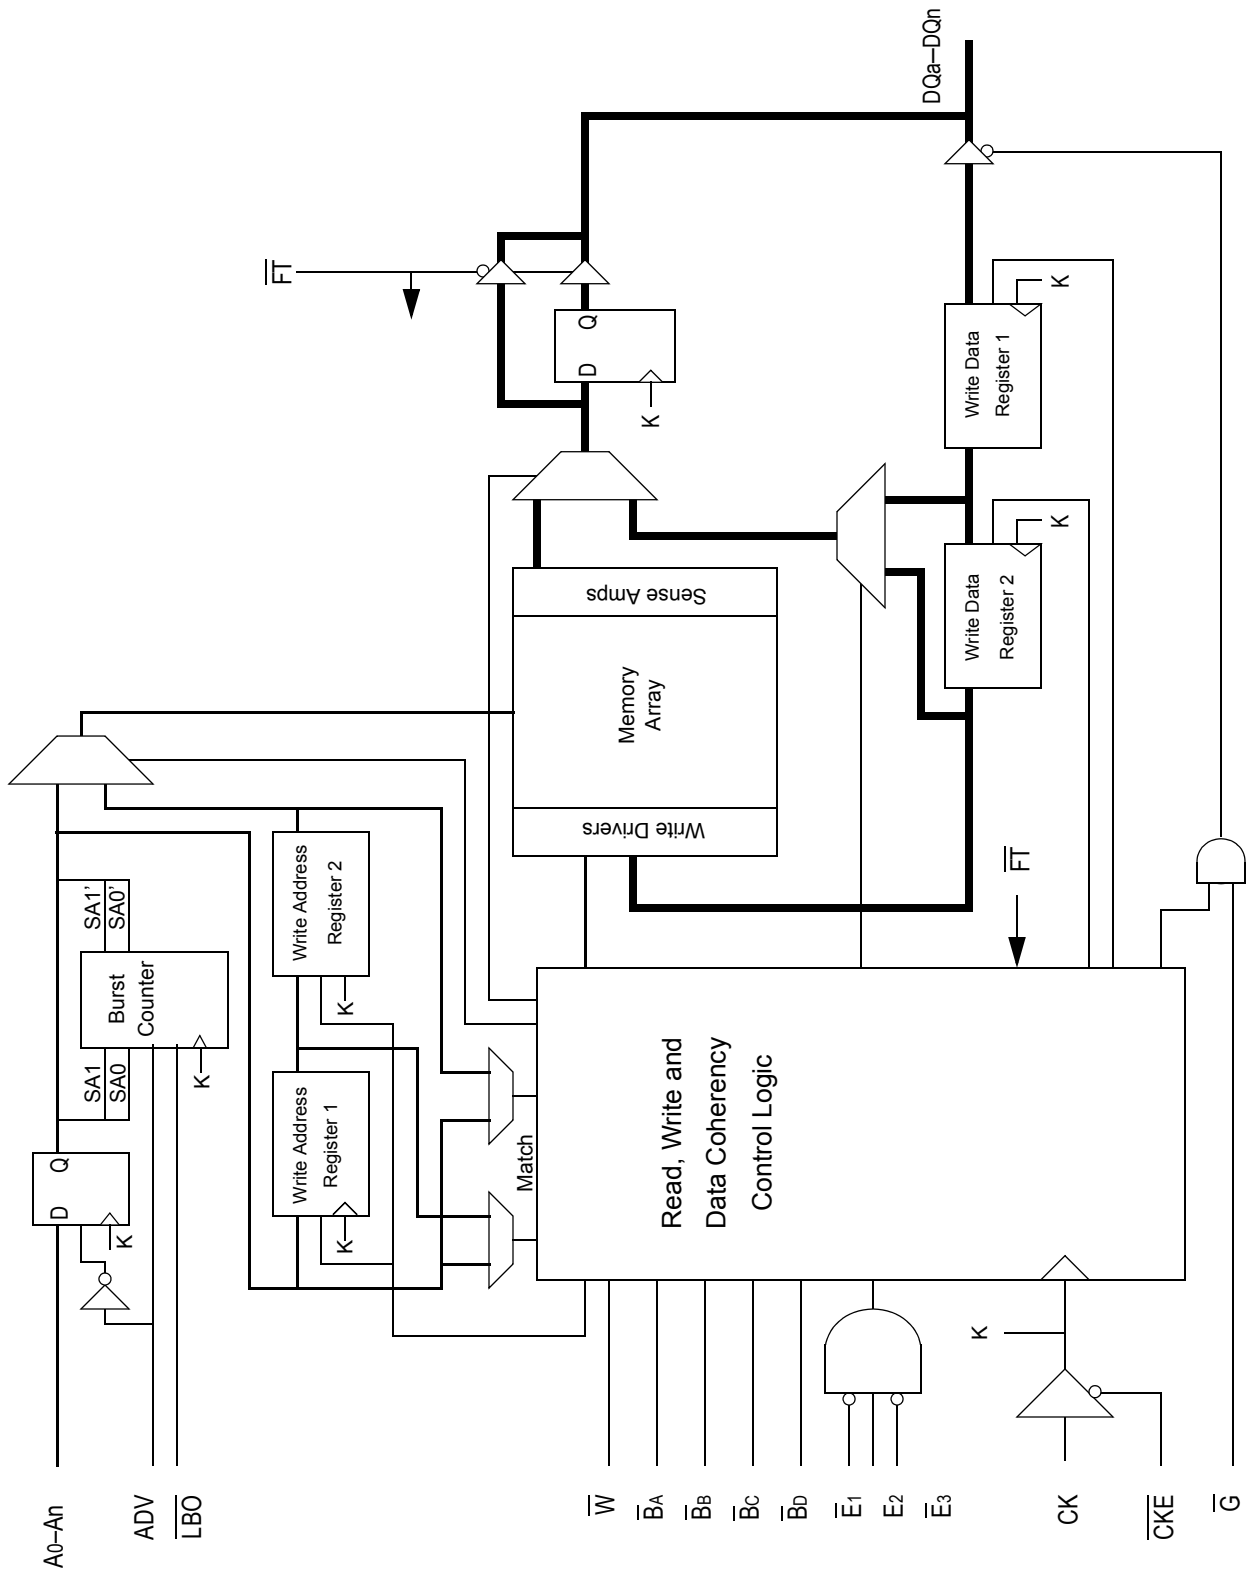 A0–An
ADV
LBO
W
BA
BB
BC
BD
E1
E2
E3
CK
CKE
G
D
Q
K
SA1
SA0
Burst
Counter
K
SA1'
SA0'
Write Address
Register 1
K
Write Address
Register 2
K
Match
Read, Write and
Data Coherency
Control Logic
K
FT
Write Drivers
Memory
Array
Sense Amps
Write Data
Register 2
K
Write Data
Register 1
K
D
Q
K
FT
DQa–DQn